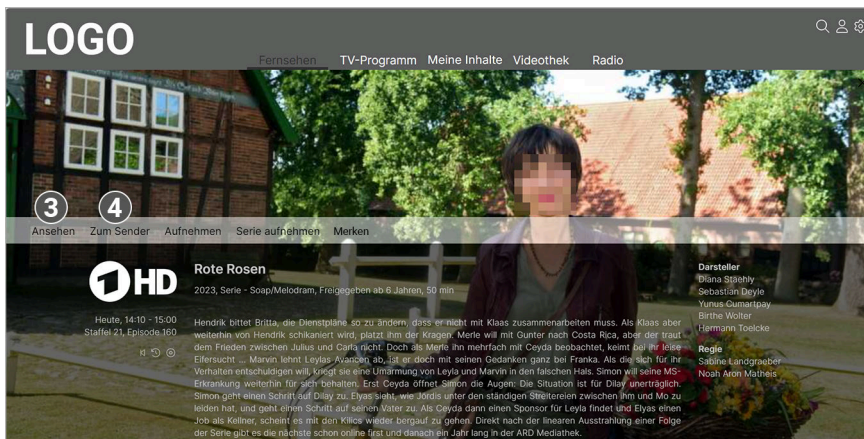 LOGO
Fernsehen TV-Programm Meine Inhalte Videothek Radio
3 4
Ansehen Zum Sender Aufnehmen Serie aufnehmen Merken
1 HD
Rote Rosen
2023, Serie - Soap/Melodram, Freigegeben ab 6 Jahren, 50 min
Heute, 14:10 - 15:00
Staffel 21, Episode 160
Hendrik bittet Britta, die Dienstpläne so zu ändern, dass er nicht mit Klaas zusammenarbeiten muss. Als Klaas aber
weiterhin von Hendrik schikaniert wird, platzt ihm der Kragen. Merle will mit Gunter nach Costa Rica, aber der traut
dem Frieden zwischen Julius und Carla nicht. Doch als Merle ihn mehrfach mit Ceyda beobachtet, keimt bei ihr leise
Eifersucht ... Marvin lehnt Leylas Avancen ab, ist er doch mit seinen Gedanken ganz bei Franka. Als die sich für ihr
Verhalten entschuldigen will, kriegt sie eine Umarmung von Leyla und Marvin in den falschen Hals. Simon will seine MS-
Erkrankung weiterhin für sich behalten. Erst Ceyda öffnet Simon die Augen: Die Situation ist für Dilay unerträglich.
Simon geht einen Schritt auf Dilay zu. Elyas sieht, wie Jördis unter den ständigen Streitereien zwischen ihm und Mo zu
leiden hat, und geht einen Schritt auf seinen Vater zu. Als Ceyda dann einen Sponsor für Leyla findet und Elyas einen
Job als Kellner, scheint es mit den Kilics wieder bergauf zu gehen. Direkt nach der linearen Ausstrahlung einer Folge
der Serie gibt es die nächste schon online first und danach ein Jahr lang in der ARD Mediathek.
Darsteller
Diana Staehly
Sebastian Deyle
Yunus Cumartpay
Birthe Wolter
Hermann Toelcke
Regie
Sabine Landgraeber
Noah Aron Matheis